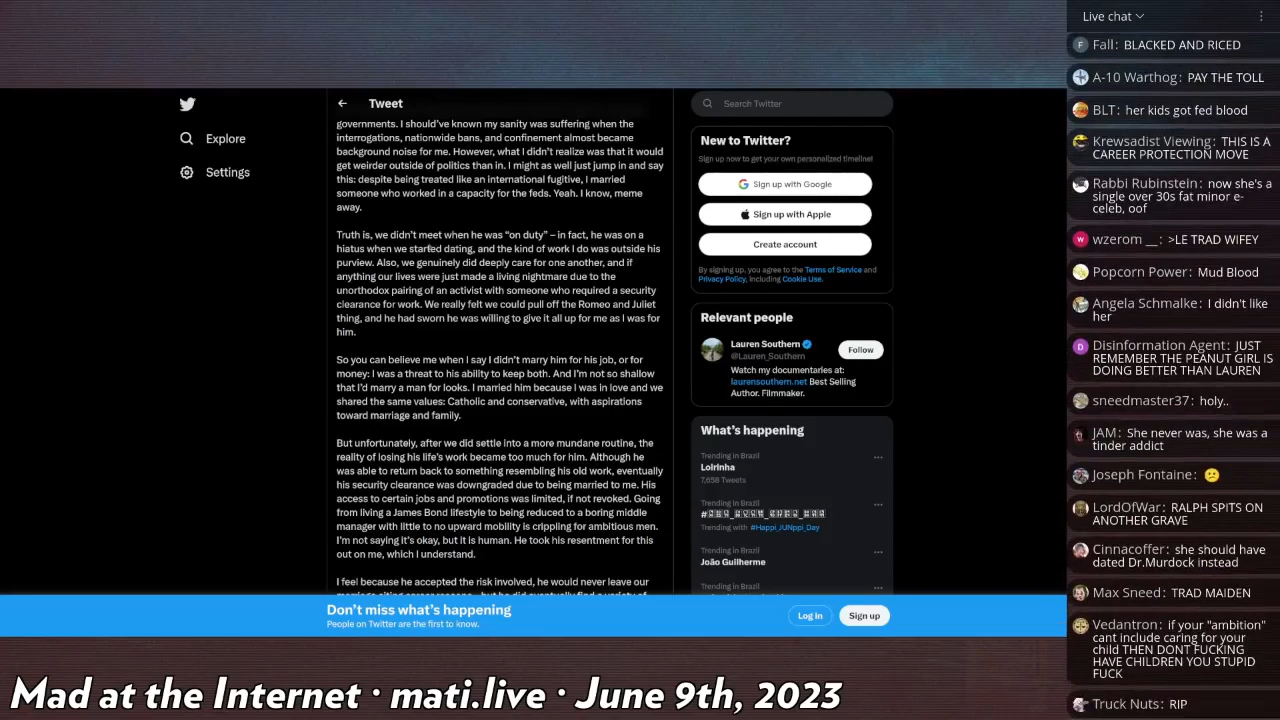 Explore
Settings
Tweet
governments. I should've known my sanity was suffering when the
interrogations, nationwide bans, and confinement almost became
background noise for me. However, what I didn't realize was that it would
get weirder outside of politics than in. I might as well just jump in and say
this: despite being treated like an international fugitive, I married
someone who worked in a capacity for the feds. Yeah. I know, meme
away.
Truth is, we didn't meet when he was “on duty” – in fact, he was on a
hiatus when we started dating, and the kind of work I do was outside his
purview. Also, we genuinely did deeply care for one another, and if
anything our lives were just made a living nightmare due to the
unorthodox pairing of an activist with someone who required a security
clearance for work. We really felt we could pull off the Romeo and Juliet
thing, and he had sworn he was willing to give it all up for me as I was for
him.
So you can believe me when I say I didn't marry him for his job, or for
money: I was a threat to his ability to keep both. And I'm not so shallow
that I'd marry a man for looks. I married him because I was in love and we
shared the same values: Catholic and conservative, with aspirations
toward marriage and family.
But unfortunately, after we did settle into a more mundane routine, the
reality of losing his life's work became too much for him. Although he
was able to return back to something resembling his old work, eventually
his security clearance was downgraded due to being married to me. His
access to certain jobs and promotions was limited, if not revoked. Going
from living a James Bond lifestyle to being reduced to a boring middle
manager with little to no upward mobility is crippling for ambitious men.
I'm not saying it's okay, but it is human. He took his resentment for this
out on me, which I understand.
I feel because he accepted the risk involved, he would never leave our
Search Twitter
New to Twitter?
Sign up now to get your own personalized timeline!
Sign up with Google
Sign up with Apple
Create account
By signing up, you agree to the Terms of Service and
Privacy Policy, including Cookie Use.
Relevant people
Lauren Southern
@Lauren_Southern
Follow
Watch my documentaries at:
laurensouthern.net Best Selling
Author. Filmmaker.
What's happening
Trending in Brazil
Loirinha
7,658 Tweets
Trending in Brazil
Trending with #Happi_JUNppi_Day
Trending in Brazil
João Guilherme
Trending in Brazil
Don't miss what's happening
People on Twitter are the first to know.
Log in
Sign up
Mad at the Internet · mati.live · June 9th, 2023
Live chat
F Fall: BLACKED AND RICED
A-10 Warthog: PAY THE TOLL
BLT: her kids got fed blood
Krewsadist Viewing: THIS IS A
CAREER PROTECTION MOVE
Rabbi Rubinstein: now she's a
single over 30s fat minor e-
celeb, oof
w wzerom __: >LE TRAD WIFEY
Popcorn Power: Mud Blood
Angela Schmalke: I didn't like
her
D Disinformation Agent: JUST
REMEMBER THE PEANUT GIRL IS
DOING BETTER THAN LAUREN
sneedmaster37: holy..
JAM: She never was, she was a
tinder addict
Joseph Fontaine: 😕
LordOfWar: RALPH SPITS ON
ANOTHER GRAVE
Cinnacoffer: she should have
dated Dr.Murdock instead
Max Sneed: TRAD MAIDEN
Vedantron: if your "ambition"
cant include caring for your
child THEN DONT FUCKING
HAVE CHILDREN YOU STUPID
FUCK
Truck Nuts: RIP